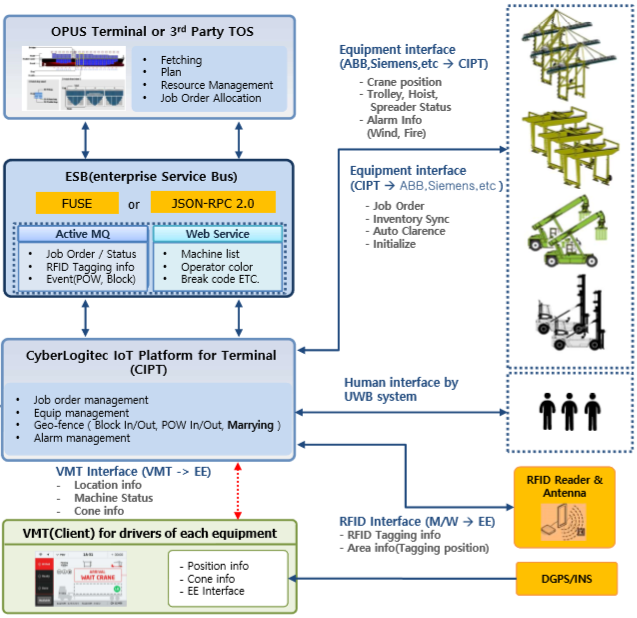 OPUS Terminal or 3rd Party TOS
Fetching
Plan
Resource Management
Job Order Allocation
ESB(enterprise Service Bus)
FUSE or JSON-RPC 2.0
Active MQ
Job Order / Status
RFID Tagging info
Event(POW, Block)
Web Service
Machine list
Operator color
Break code ETC.
CyberLogitec IoT Platform for Terminal
(CIPT)
Job order management
Equip management
Geo-fence ( Block In/Out, POW In/Out, Marrying )
Alarm management
VMT Interface (VMT -> EE)
- Location info
- Machine Status
- Cone info
VMT(Client) for drivers of each equipment
WAIT CRANE
- Position info
- Cone info
- EE Interface
Equipment interface
(ABB,Siemens,etc → CIPT)
- Crane position
- Trolley, Hoist,
Spreader Status
- Alarm Info
(Wind, Fire)
Equipment interface
(CIPT → ABB,Siemens,etc )
- Job Order
- Inventory Sync
- Auto Clarence
- Initialize
Human interface by
UWB system
RFID Interface (M/W → EE)
- RFID Tagging info
- Area info(Tagging position)
RFID Reader &
Antenna
DGPS/INS